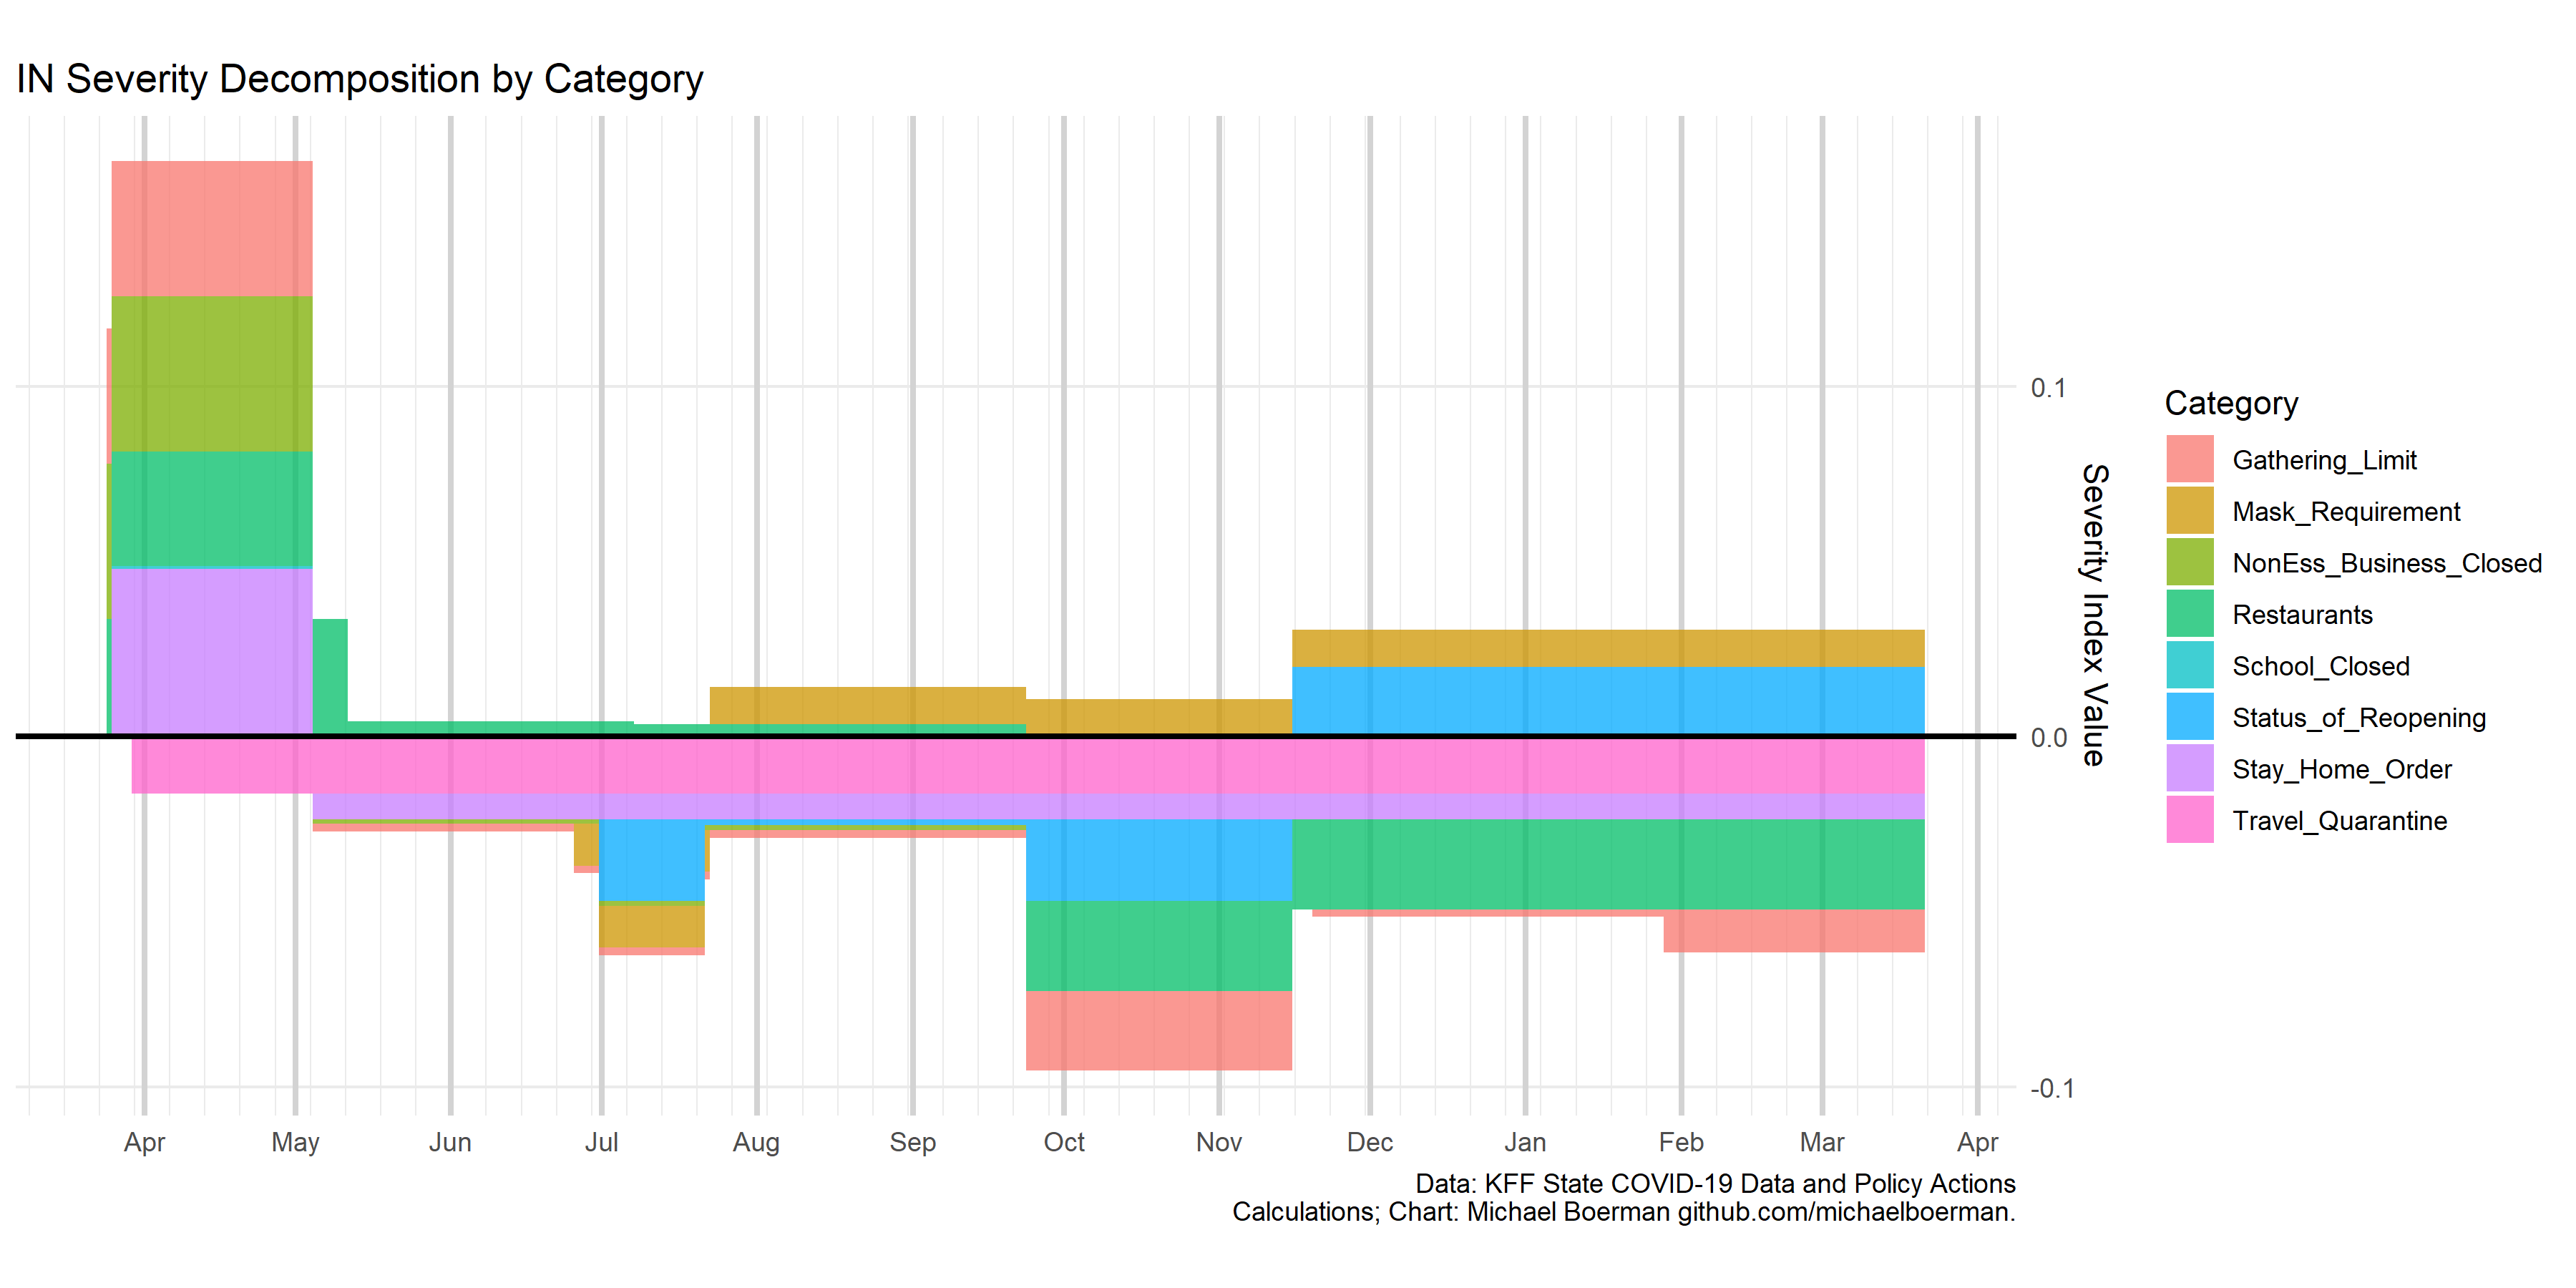 IN Severity Decomposition by Category
0.1
0.0
-0.1
Severity Index Value
Apr May Jun Jul Aug Sep Oct Nov Dec Jan Feb Mar Apr
Category
Gathering_Limit
Mask_Requirement
NonEss_Business_Closed
Restaurants
School_Closed
Status_of_Reopening
Stay_Home_Order
Travel_Quarantine
Data: KFF State COVID-19 Data and Policy Actions
Calculations; Chart: Michael Boerman github.com/michaelboerman.